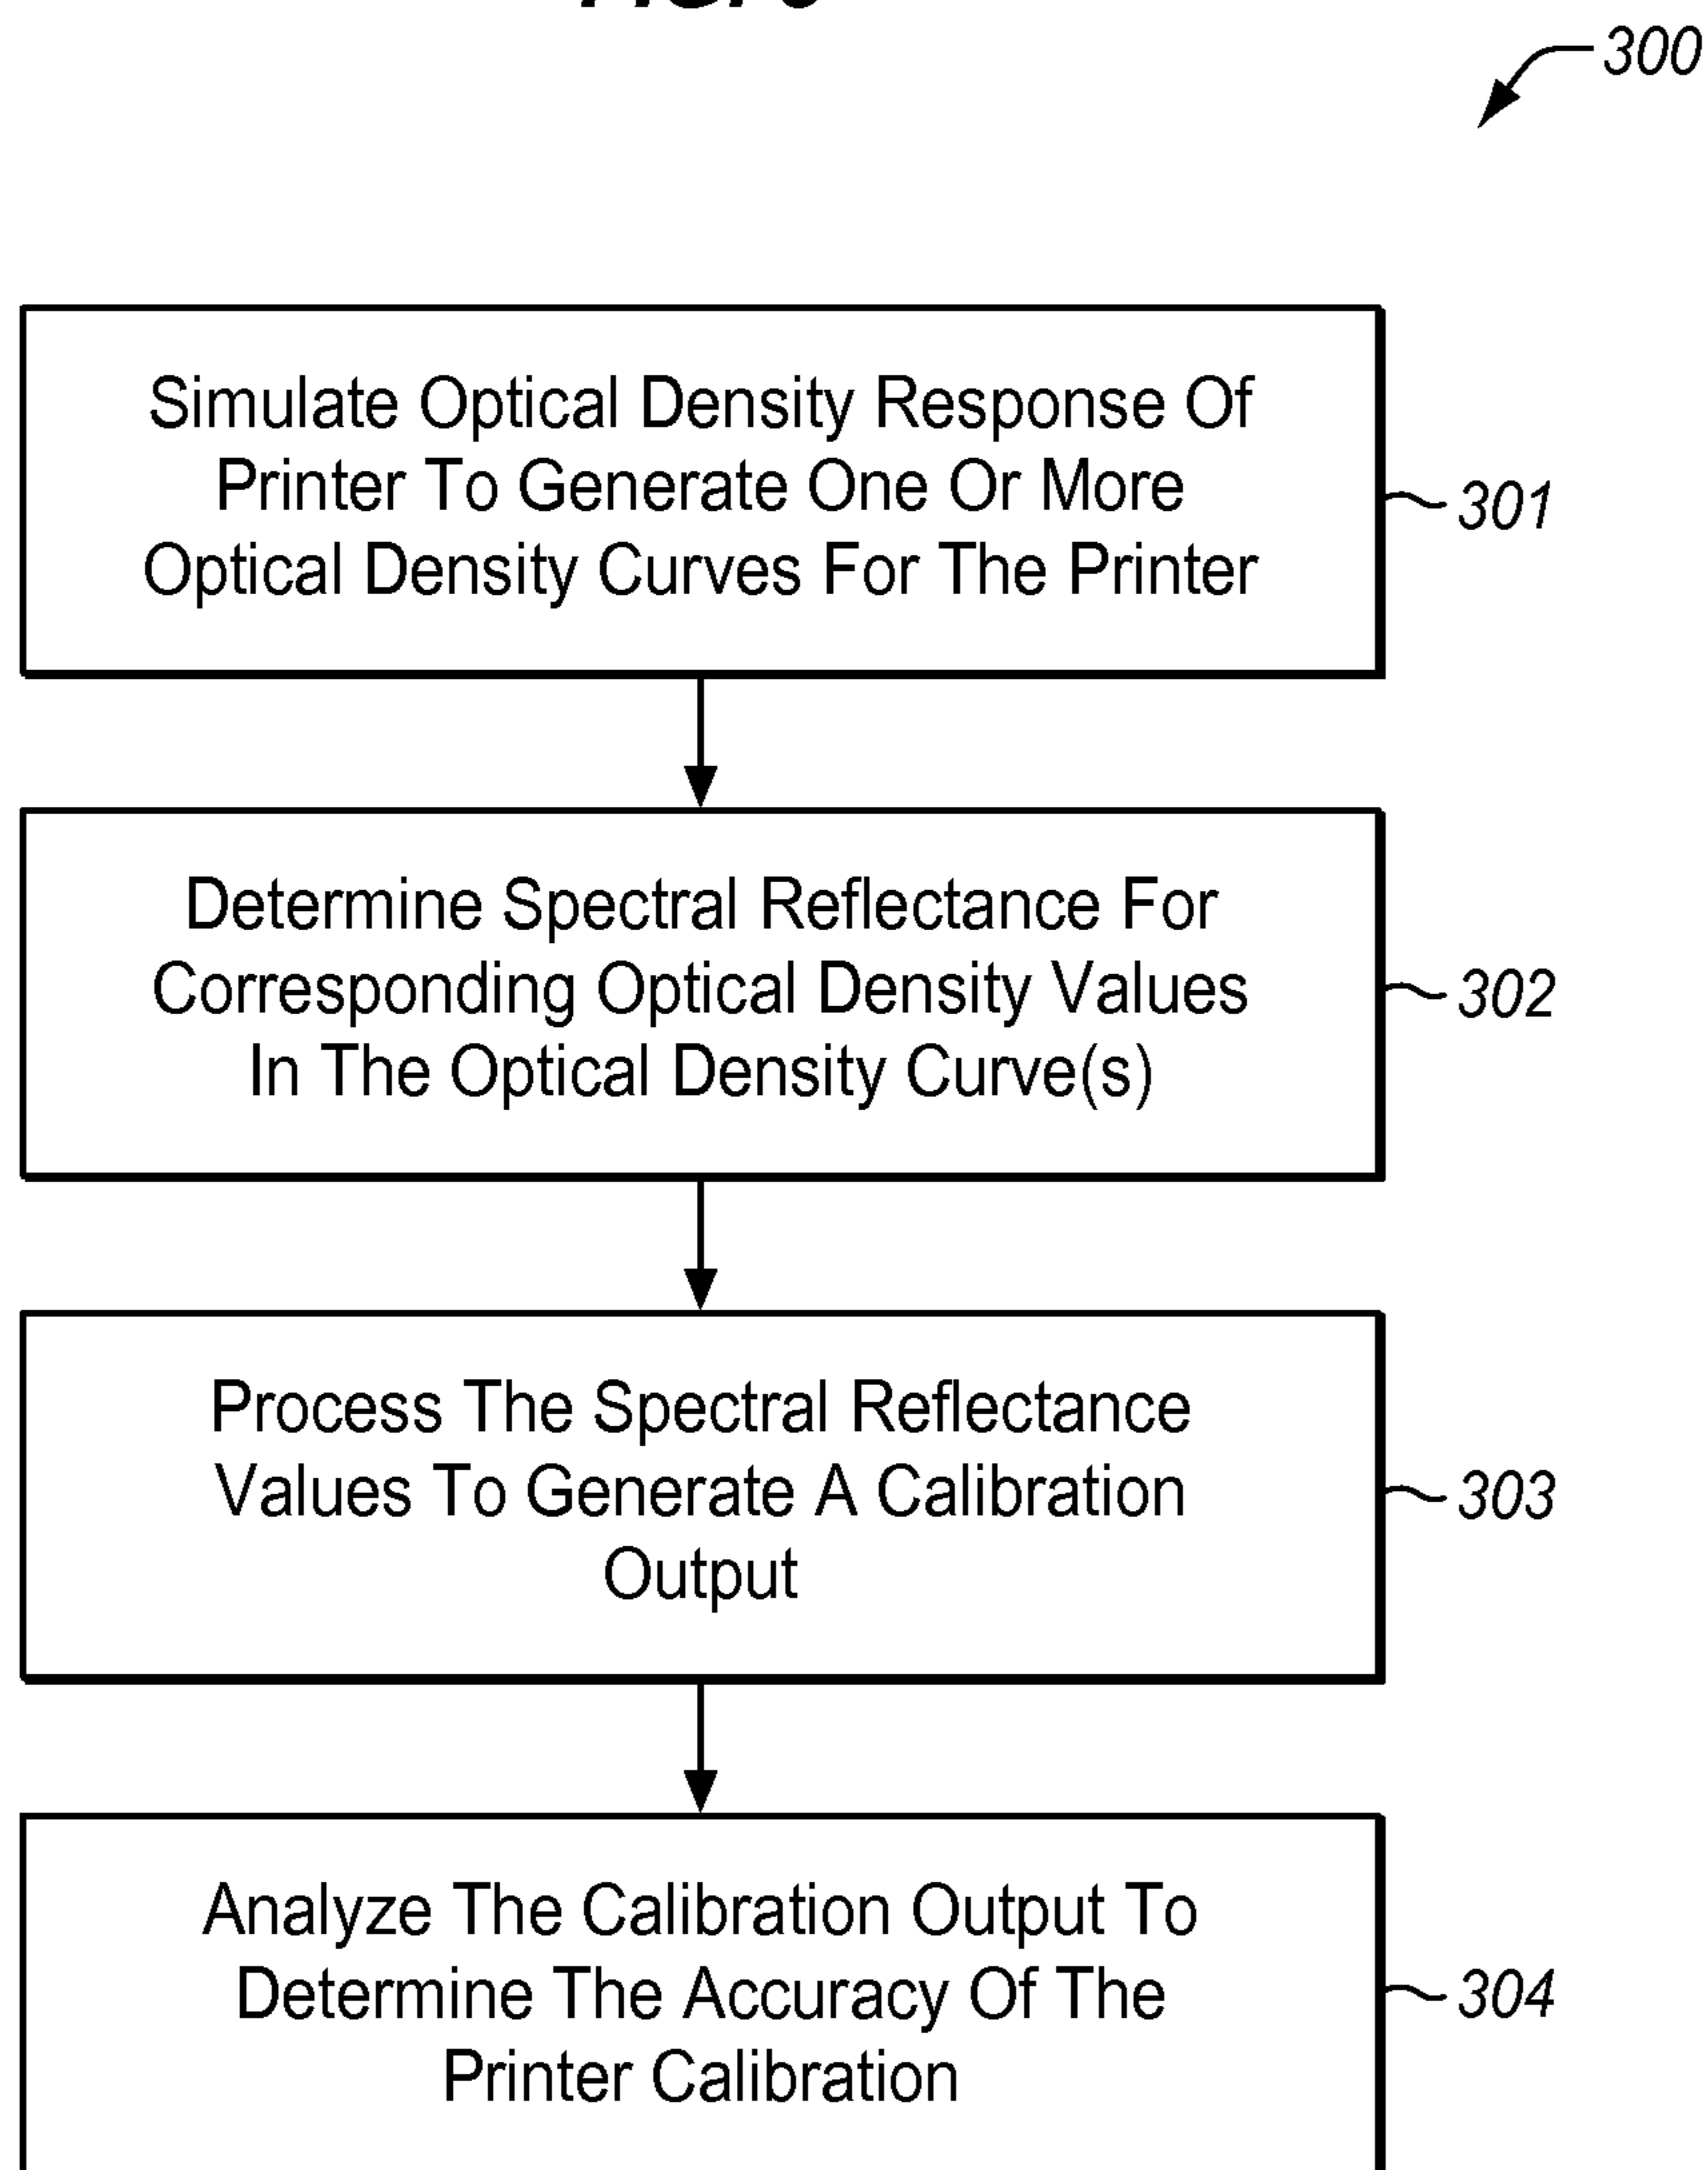 300
Simulate Optical Density Response Of
Printer To Generate One Or More
Optical Density Curves For The Printer
301
Determine Spectral Reflectance For
Corresponding Optical Density Values
In The Optical Density Curve(s)
302
Process The Spectral Reflectance
Values To Generate A Calibration
Output
303
Analyze The Calibration Output To
Determine The Accuracy Of The
Printer Calibration
304